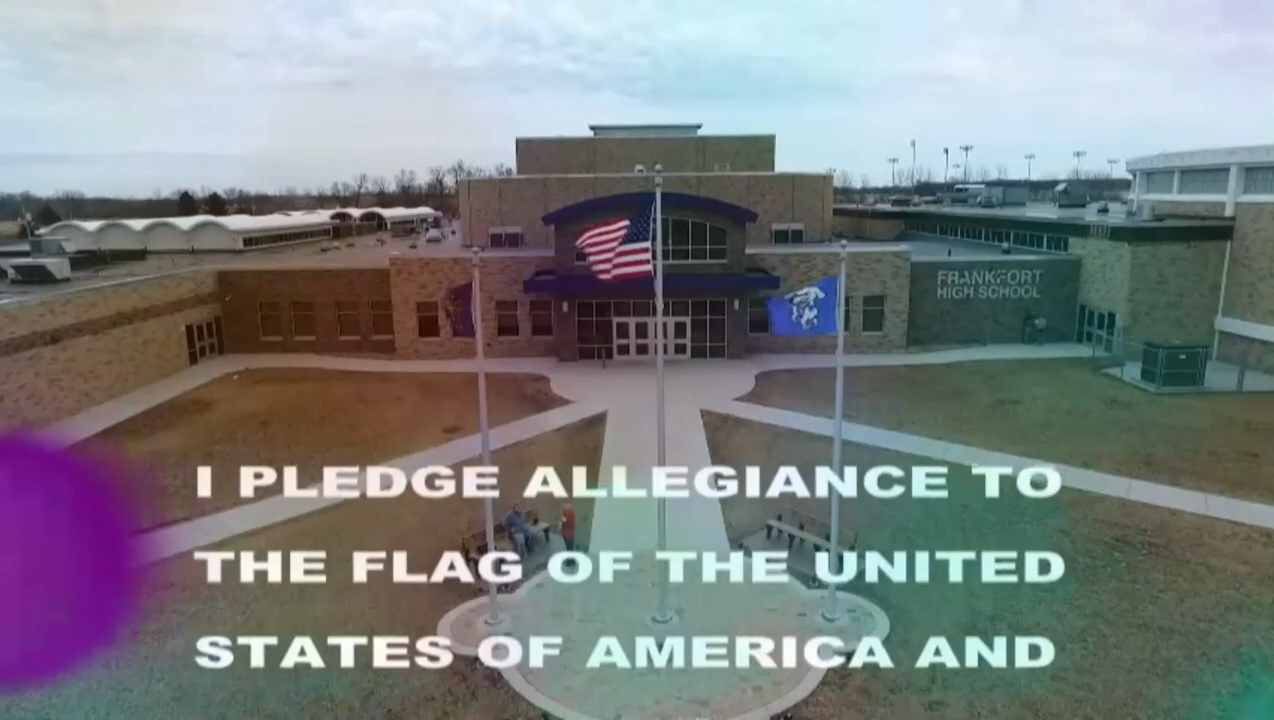 FRANKFORT
HIGH SCHOOL
I PLEDGE ALLEGIANCE TO
THE FLAG OF THE UNITED
STATES OF AMERICA AND